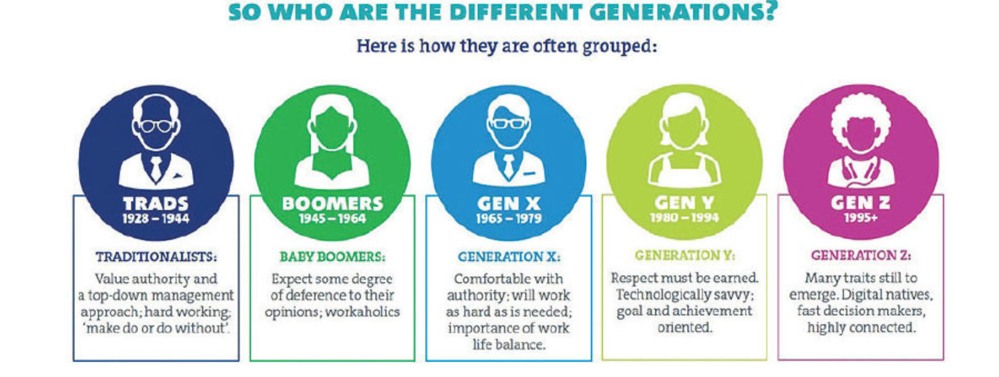 SO WHO ARE THE DIFFERENT GENERATIONS?
Here is how they are often grouped:
TRADS
1928 – 1944
TRADITIONALISTS:
Value authority and
a top-down management
approach; hard working;
'make do or do without'.
BOOMERS
1945 – 1964
BABY BOOMERS:
Expect some degree
of deference to their
opinions; workaholics
GEN X
1965 – 1979
GENERATION X:
Comfortable with
authority; will work
as hard as is needed;
importance of work
life balance.
GEN Y
1980 – 1994
GENERATION Y:
Respect must be earned.
Technologically savvy;
goal and achievement
oriented.
GEN Z
1995+
GENERATION Z:
Many traits still to
emerge. Digital natives,
fast decision makers,
highly connected.